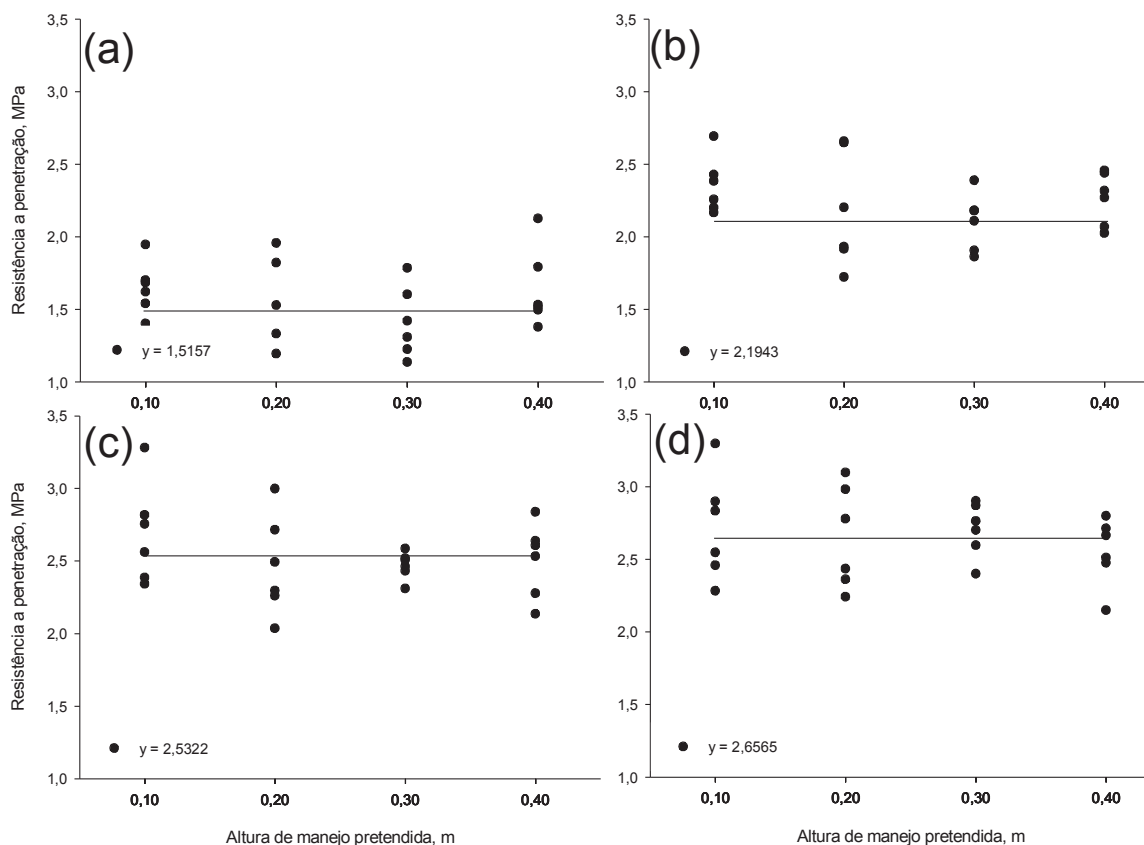 (a)
Resistência a penetração, MPa
3,5
3,0
2,5
2,0
1,5
1,0
y = 1,5157
0,10 0,20 0,30 0,40
(b)
3,5
3,0
2,5
2,0
1,5
1,0
y = 2,1943
0,10 0,20 0,30 0,40
(c)
Resistência a penetração, MPa
3,5
3,0
2,5
2,0
1,5
1,0
y = 2,5322
0,10 0,20 0,30 0,40
Altura de manejo pretendida, m
(d)
3,5
3,0
2,5
2,0
1,5
1,0
y = 2,6565
0,10 0,20 0,30 0,40
Altura de manejo pretendida, m